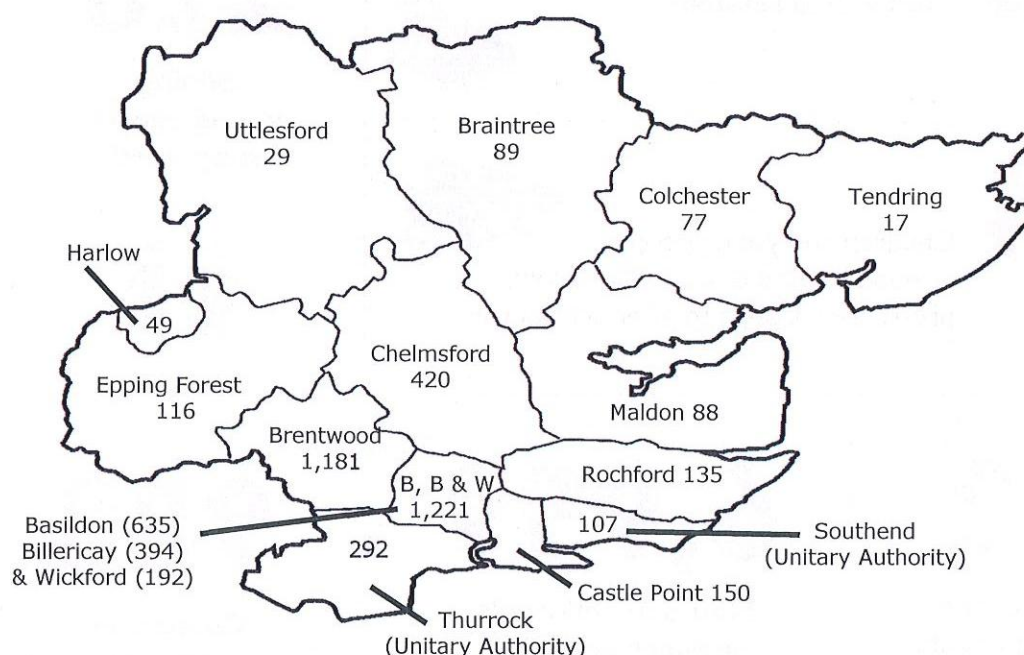 Uttlesford
29
Braintree
89
Colchester
77
Tendring
17
Harlow
49
Epping Forest
116
Chelmsford
420
Maldon 88
Brentwood
1,181
B, B & W
1,221
Rochford 135
Basildon (635)
Billericay (394)
& Wickford (192)
292
107
Southend
(Unitary Authority)
Castle Point 150
Thurrock
(Unitary Authority)